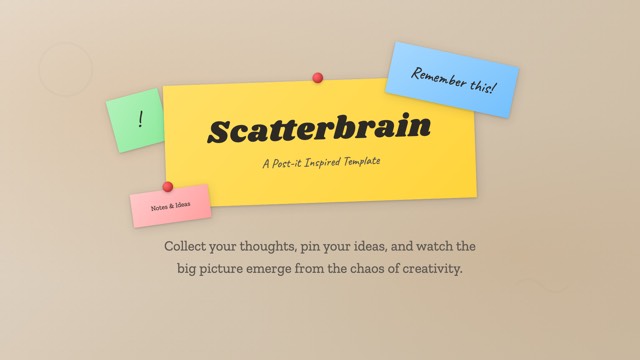 Remember this!
!
Scatterbrain
A Post-it Inspired Template
Notes & Ideas
Collect your thoughts, pin your ideas, and watch the
big picture emerge from the chaos of creativity.